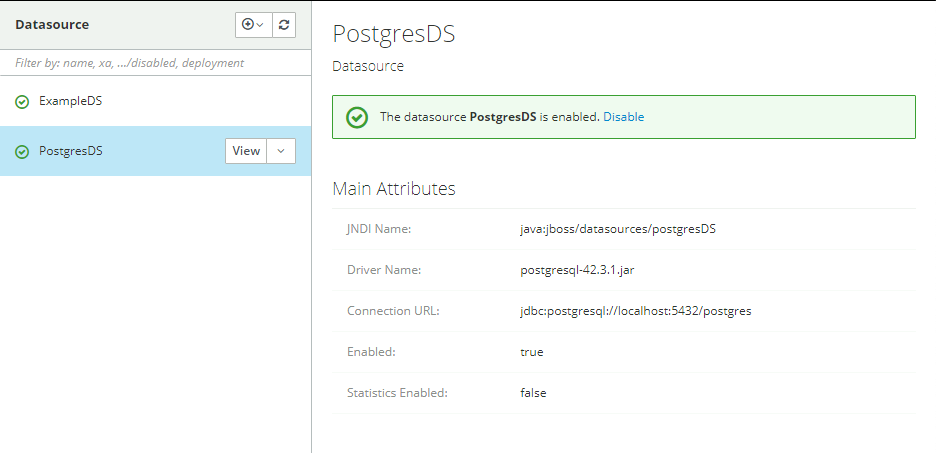 Datasource
Filter by: name, xa, .../disabled, deployment
ExampleDS
PostgresDS
View
PostgresDS
Datasource
The datasource PostgresDS is enabled. Disable
Main Attributes
JNDI Name: java:jboss/datasources/postgresDS
Driver Name: postgresql-42.3.1.jar
Connection URL: jdbc:postgresql://localhost:5432/postgres
Enabled: true
Statistics Enabled: false